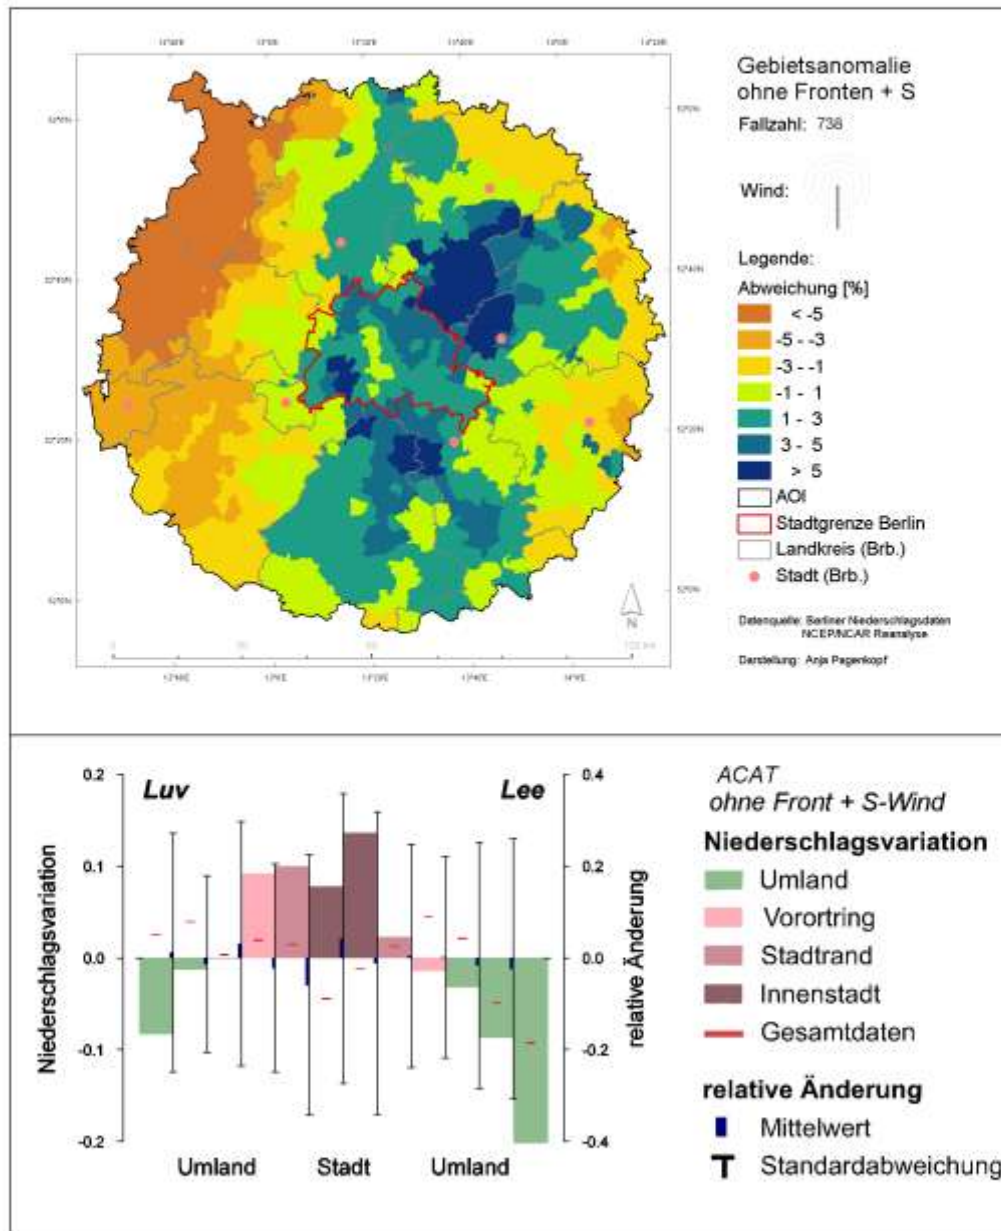 Gebietsanomalie
ohne Fronten + S
Fallzahl: 738
Wind:
Legende:
Abweichung [%]
< -5
-5 - -3
-3 - -1
-1 - 1
1 - 3
3 - 5
> 5
AOI
Stadtgrenze Berlin
Landkreis (Brb.)
Stadt (Brb.)
N
Datenquelle: Berliner Niederschlagsdaten
NCEP/NCAR Reanalyse
Darstellung: Anja Pagenkopf
0.2
0.1
0.0
-0.1
-0.2
Niederschlagsvariation
Luv
Lee
0.4
0.2
0.0
-0.2
-0.4
relative Änderung
Umland
Stadt
Umland
ACAT
ohne Front + S-Wind
Niederschlagsvariation
Umland
Vorortring
Stadtrand
Innenstadt
Gesamtdaten
relative Änderung
Mittelwert
Standardabweichung